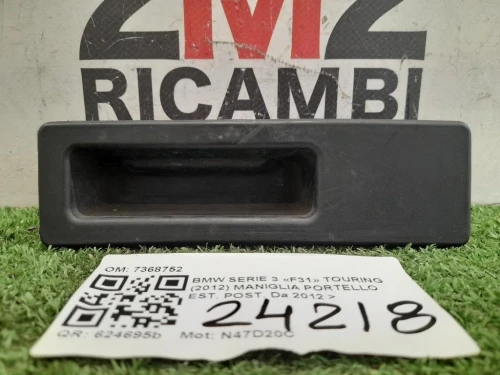 2M2
RICAMBI
OM: 7368752
BMW SERIE 3 «F31» TOURING
(2012) MANIGLIA PORTELLO
EST. POST. Da 2012 >
24218
QR: 624695b Mot: N47D20C